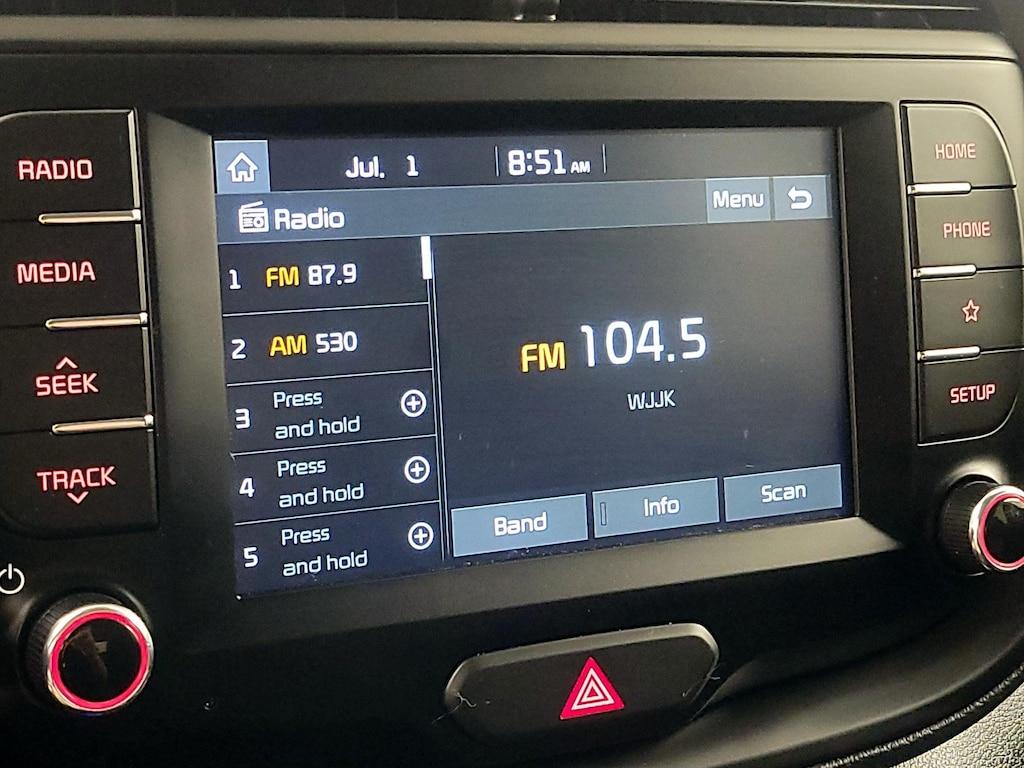 RADIO
MEDIA
SEEK
TRACK
Jul. 1
8:51 AM
Radio
Menu
1 FM 87.9
2 AM 530
3 Press
and hold
4 Press
and hold
5 Press
and hold
FM 104.5
WJJK
Band
Info
Scan
HOME
PHONE
SETUP